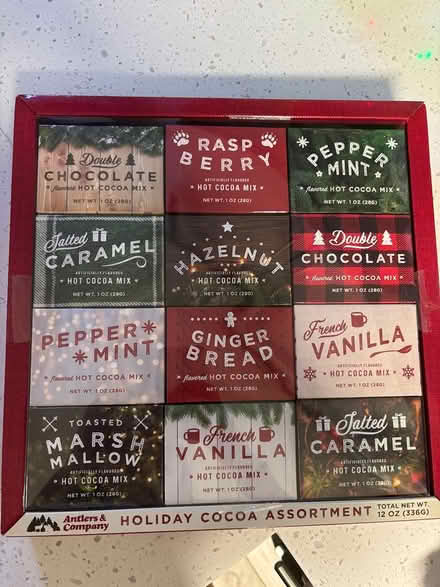 Double
CHOCOLATE
flavored HOT COCOA MIX
NET WT. 1 OZ (28G)
RASP
BERRY
ARTIFICIALLY FLAVORED
HOT COCOA MIX
NET WT. 1 OZ (28G)
PEPPER
MINT
flavored HOT COCOA MIX
NET WT. 1 OZ (28G)
Salted
CARAMEL
ARTIFICIALLY FLAVORED
HOT COCOA MIX
NET WT. 1 OZ (28G)
HAZELNUT
ARTIFICIALLY FLAVORED
HOT COCOA MIX
NET WT. 1 OZ (28G)
Double
CHOCOLATE
flavored HOT COCOA MIX
NET WT. 1 OZ (28G)
PEPPER
MINT
flavored HOT COCOA MIX
NET WT. 1 OZ (28G)
GINGER
BREAD
flavored HOT COCOA MIX
NET WT. 1 OZ (28G)
French
VANILLA
ARTIFICIALLY FLAVORED
HOT COCOA MIX
NET WT. 1 OZ (28G)
TOASTED
MARSH
MALLOW
ARTIFICIALLY FLAVORED
HOT COCOA MIX
NET WT. 1 OZ (28G)
French
VANILLA
ARTIFICIALLY FLAVORED
HOT COCOA MIX
NET WT. 1 OZ (28G)
Salted
CARAMEL
ARTIFICIALLY FLAVORED
HOT COCOA MIX
NET WT. 1 OZ (28G)
Antlers &
Company
HOLIDAY COCOA ASSORTMENT
TOTAL NET WT.
12 OZ (336G)